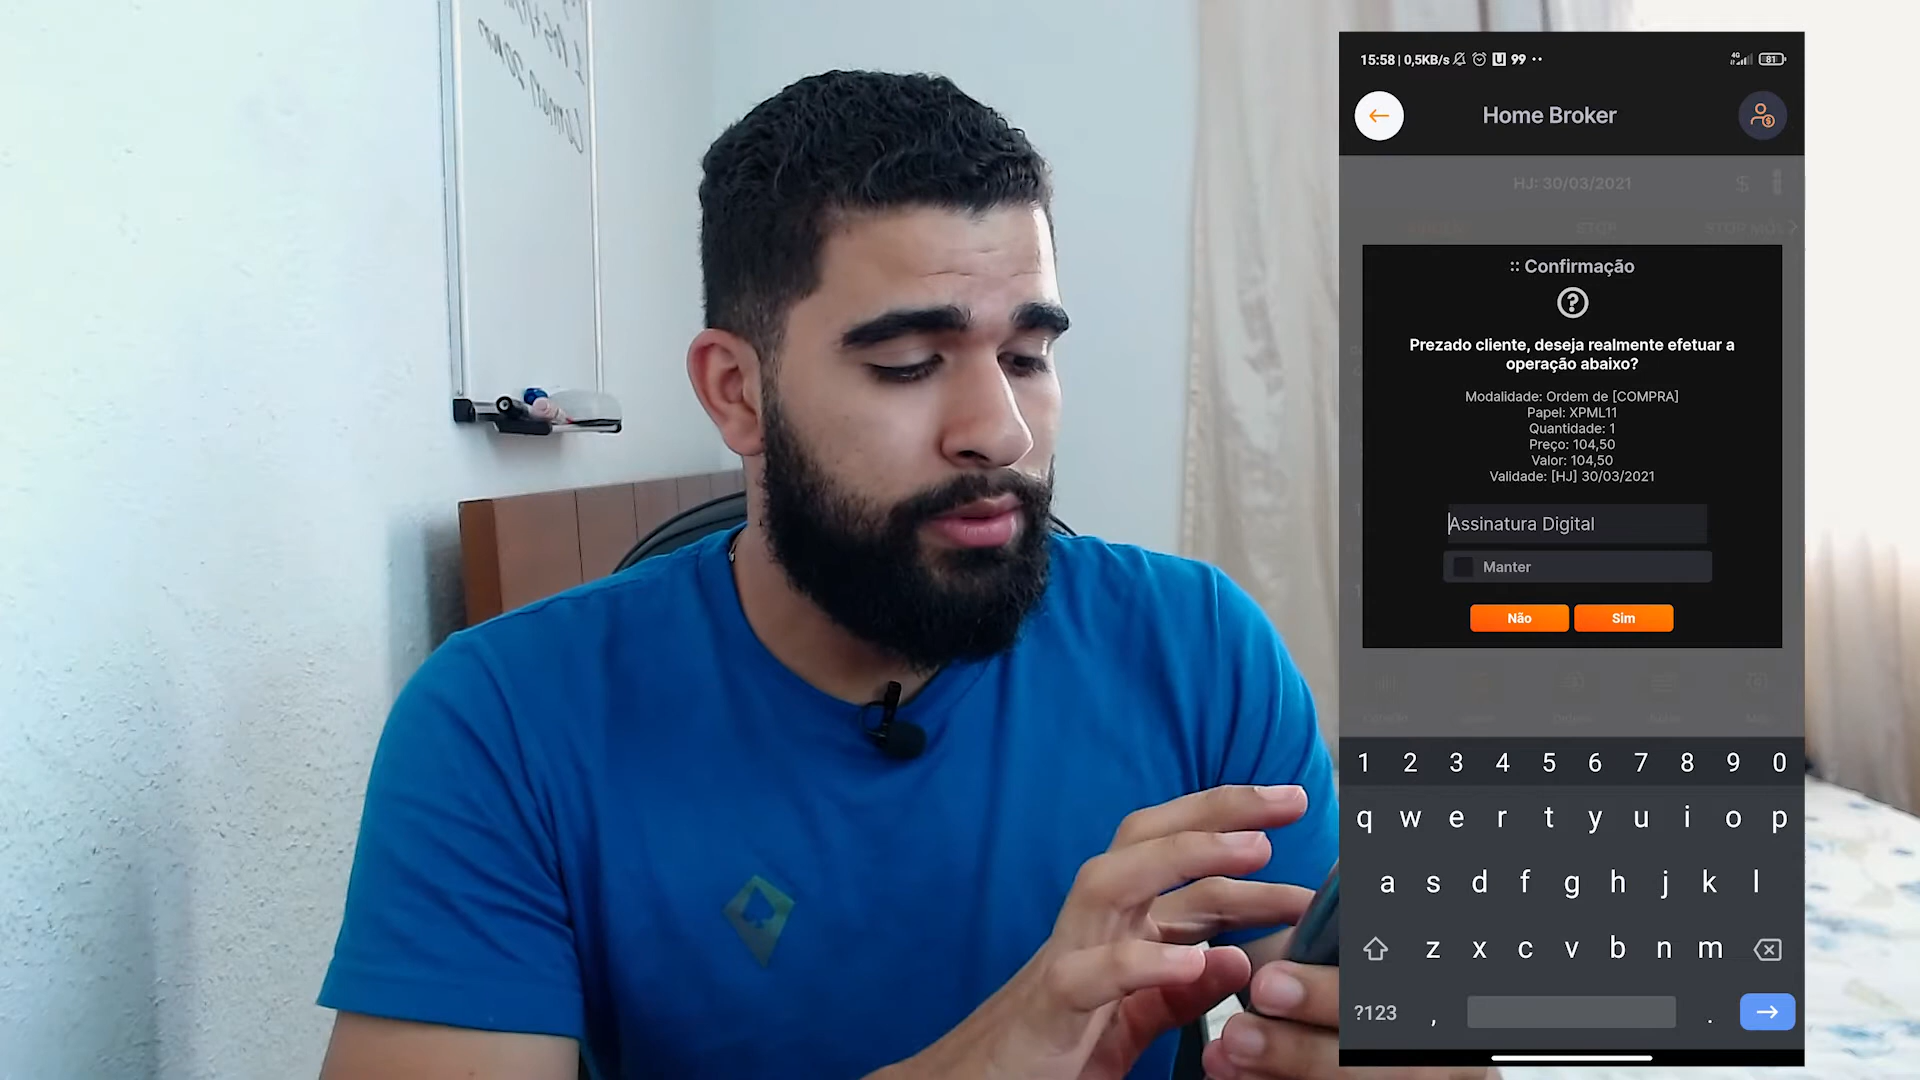 15:58 | 0,5KB/s 99
4G 81
Home Broker
HJ: 30/03/2021 $
STOP
:: Confirmação
Prezado cliente, deseja realmente efetuar a
operação abaixo?
Modalidade: Ordem de [COMPRA]
Papel: XPML11
Quantidade: 1
Preço: 104,50
Valor: 104,50
Validade: [HJ] 30/03/2021
Assinatura Digital
Manter
Não Sim
1 2 3 4 5 6 7 8 9 0
q w e r t y u i o p
a s d f g h j k l
z x c v b n m
?123 , .